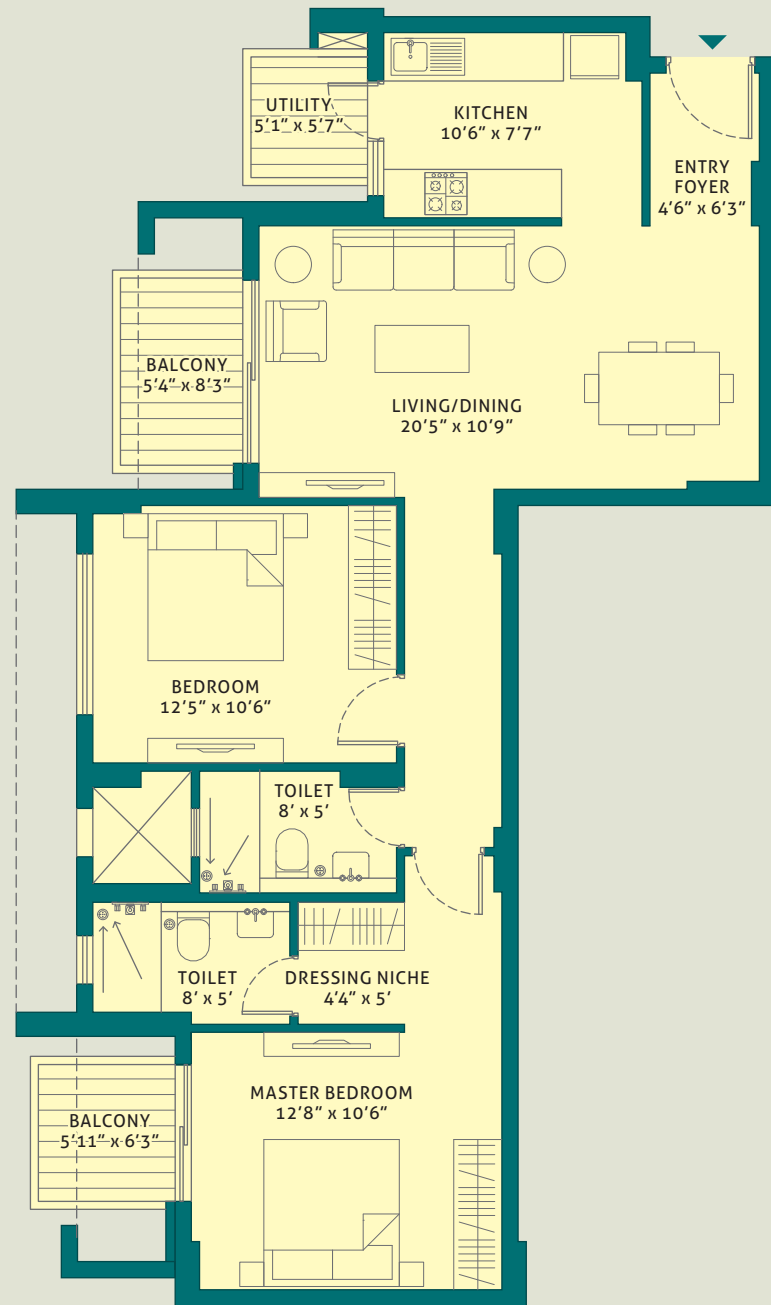 UTILITY
5'1" x 5'7"
KITCHEN
10'6" x 7'7"
ENTRY
FOYER
4'6" x 6'3"
BALCONY
5'4" x 8'3"
LIVING/DINING
20'5" x 10'9"
BEDROOM
12'5" x 10'6"
TOILET
8' x 5'
TOILET
8' x 5'
DRESSING NICHE
4'4" x 5'
MASTER BEDROOM
12'8" x 10'6"
BALCONY
5'11" x 6'3"